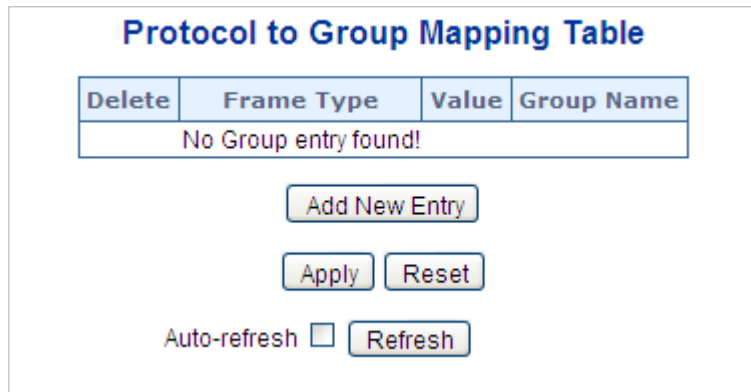 Protocol to Group Mapping Table
Delete Frame Type Value Group Name
No Group entry found!
Add New Entry
Apply Reset
Auto-refresh Refresh